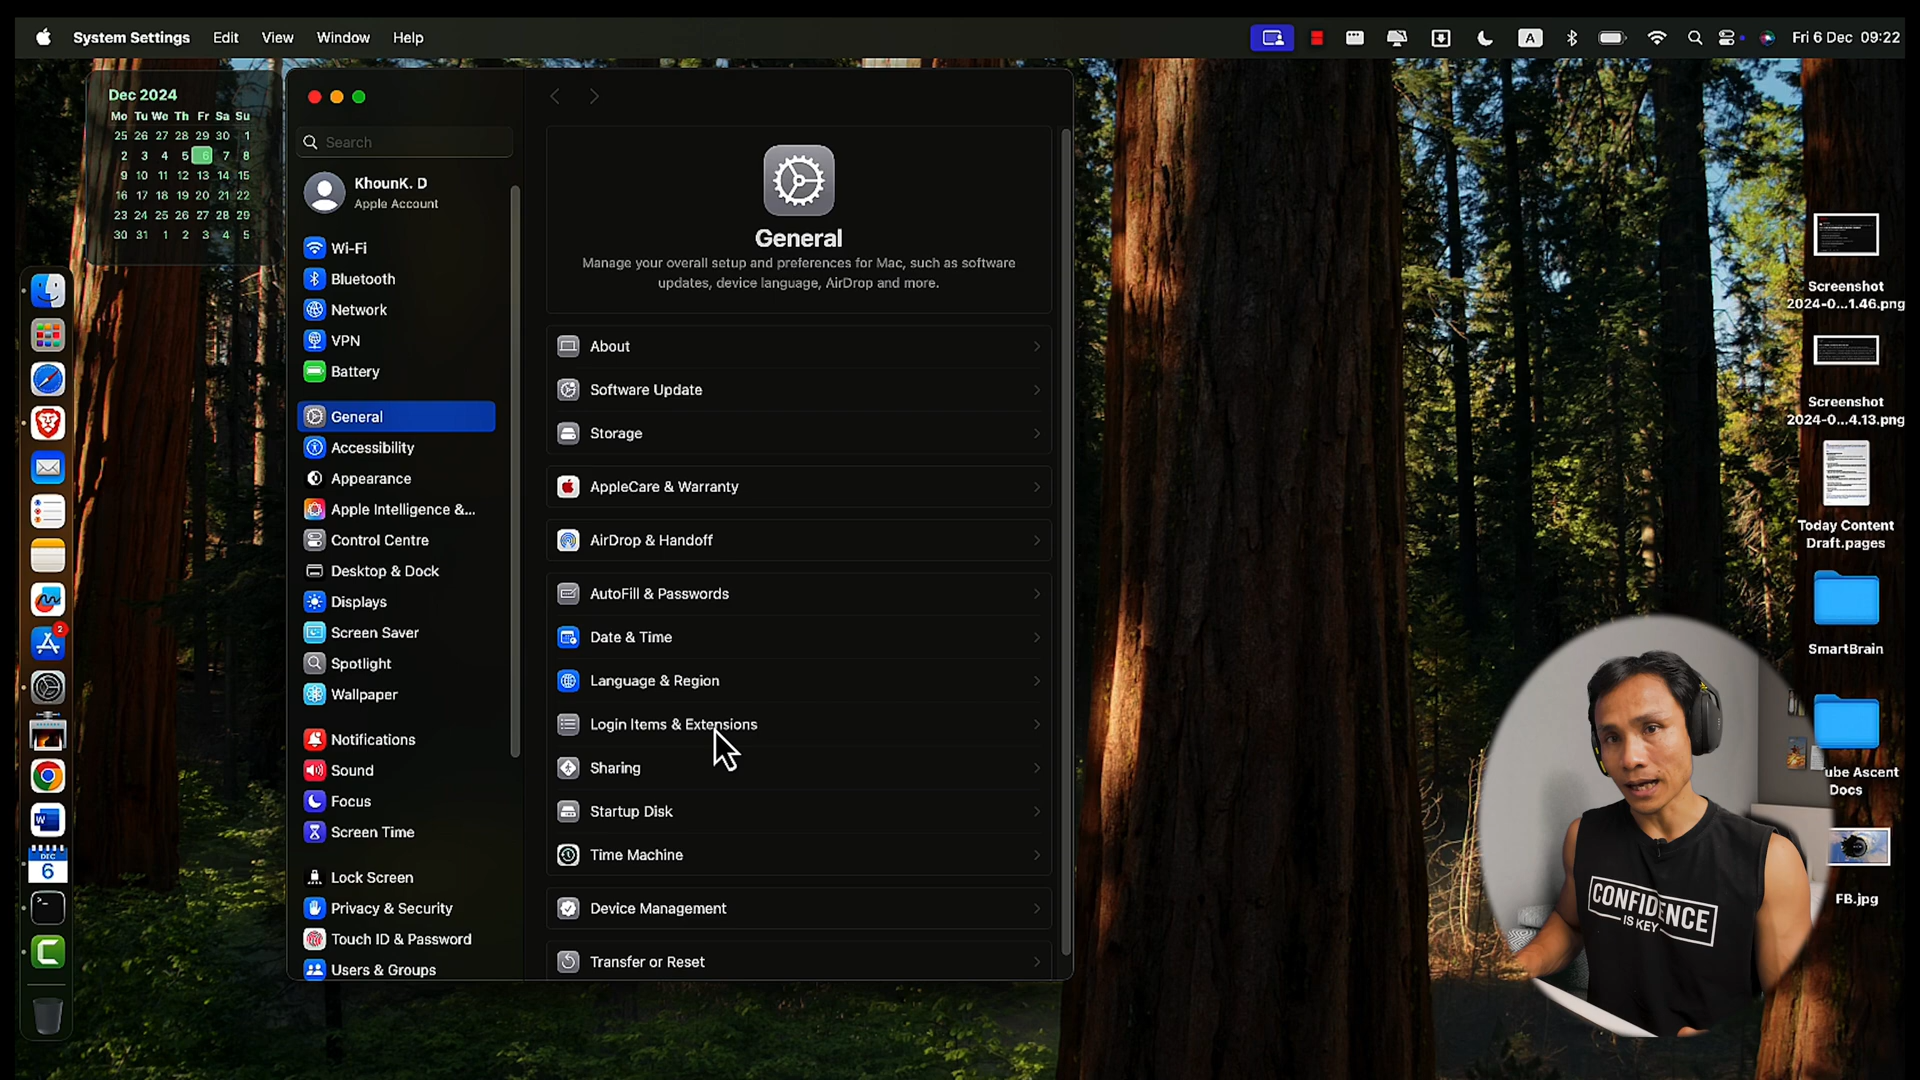 System Settings Edit View Window Help
A Fri 6 Dec 09:22
Dec 2024
Mo Tu We Th Fr Sa Su
25 26 27 28 29 30 1
2 3 4 5 6 7 8
9 10 11 12 13 14 15
16 17 18 19 20 21 22
23 24 25 26 27 28 29
30 31 1 2 3 4 5
Search
KhounK. D
Apple Account
Wi-Fi
Bluetooth
Network
VPN
Battery
General
Accessibility
Appearance
Apple Intelligence &...
Control Centre
Desktop & Dock
Displays
Screen Saver
Spotlight
Wallpaper
Notifications
Sound
Focus
Screen Time
Lock Screen
Privacy & Security
Touch ID & Password
Users & Groups
General
Manage your overall setup and preferences for Mac, such as software
updates, device language, AirDrop and more.
About
Software Update
Storage
AppleCare & Warranty
AirDrop & Handoff
AutoFill & Passwords
Date & Time
Language & Region
Login Items & Extensions
Sharing
Startup Disk
Time Machine
Device Management
Transfer or Reset
2
W
DEC
6
Screenshot
2024-0...1.46.png
Screenshot
2024-0...4.13.png
Today Content
Draft.pages
SmartBrain
ube Ascent
Docs
FB.jpg
CONFIDENCE
IS KEY